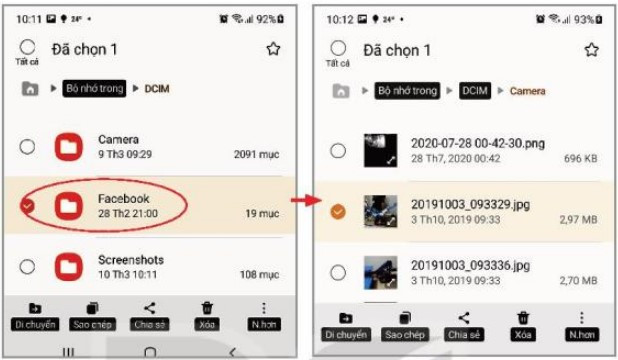 10:11 24° • 92%
Đã chọn 1
Tất cả
Bộ nhớ trong ▶ DCIM
Camera
9 Th3 09:29 2091 mục
Facebook
28 Th2 21:00 19 mục
Screenshots
10 Th3 10:11 108 mục
Di chuyển Sao chép Chia sẻ Xóa N.hơn
10:12 24° • 93%
Đã chọn 1
Tất cả
Bộ nhớ trong ▶ DCIM ▶ Camera
2020-07-28 00-42-30.png
28 Th7, 2020 00:42 696 KB
20191003_093329.jpg
3 Th10, 2019 09:33 2,97 MB
20191003_093336.jpg
3 Th10, 2019 09:33 2,70 MB
Di chuyển Sao chép Chia sẻ Xóa N.hơn